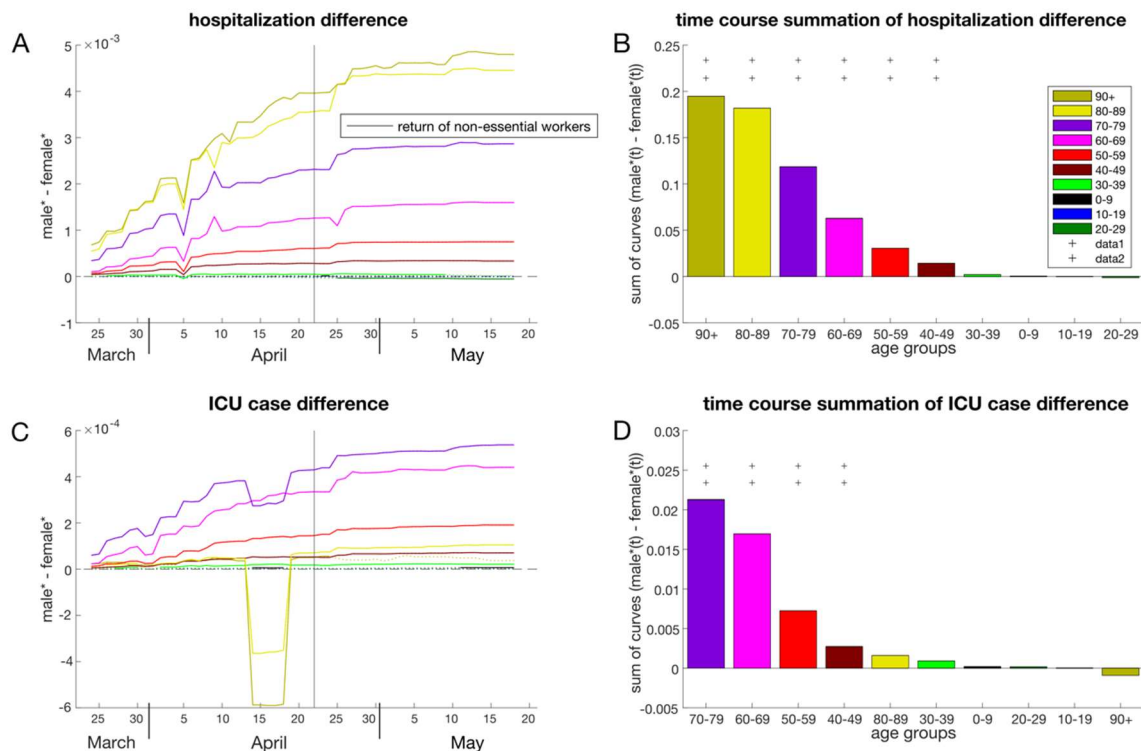 hospitalization difference
A
×10⁻³
5
4
3
2
1
0
-1
male* - female*
return of non-essential workers
25 30 5 10 15 20 25 30 5 10 15 20
March April May
time course summation of hospitalization difference
B
0.25
0.2
0.15
0.1
0.05
0
-0.05
sum of curves (male*(t) - female*(t))
+ + + + + +
+ + + + + +
90+
80-89
70-79
60-69
50-59
40-49
30-39
0-9
10-19
20-29
+ data1
+ data2
90+ 80-89 70-79 60-69 50-59 40-49 30-39 0-9 10-19 20-29
age groups
ICU case difference
C
×10⁻⁴
6
4
2
0
-2
-4
-6
male* - female*
25 30 5 10 15 20 25 30 5 10 15 20
March April May
time course summation of ICU case difference
D
0.03
0.025
0.02
0.015
0.01
0.005
0
-0.005
sum of curves (male*(t) - female*(t))
+ + + +
+ + + +
70-79 60-69 50-59 40-49 80-89 30-39 0-9 20-29 10-19 90+
age groups